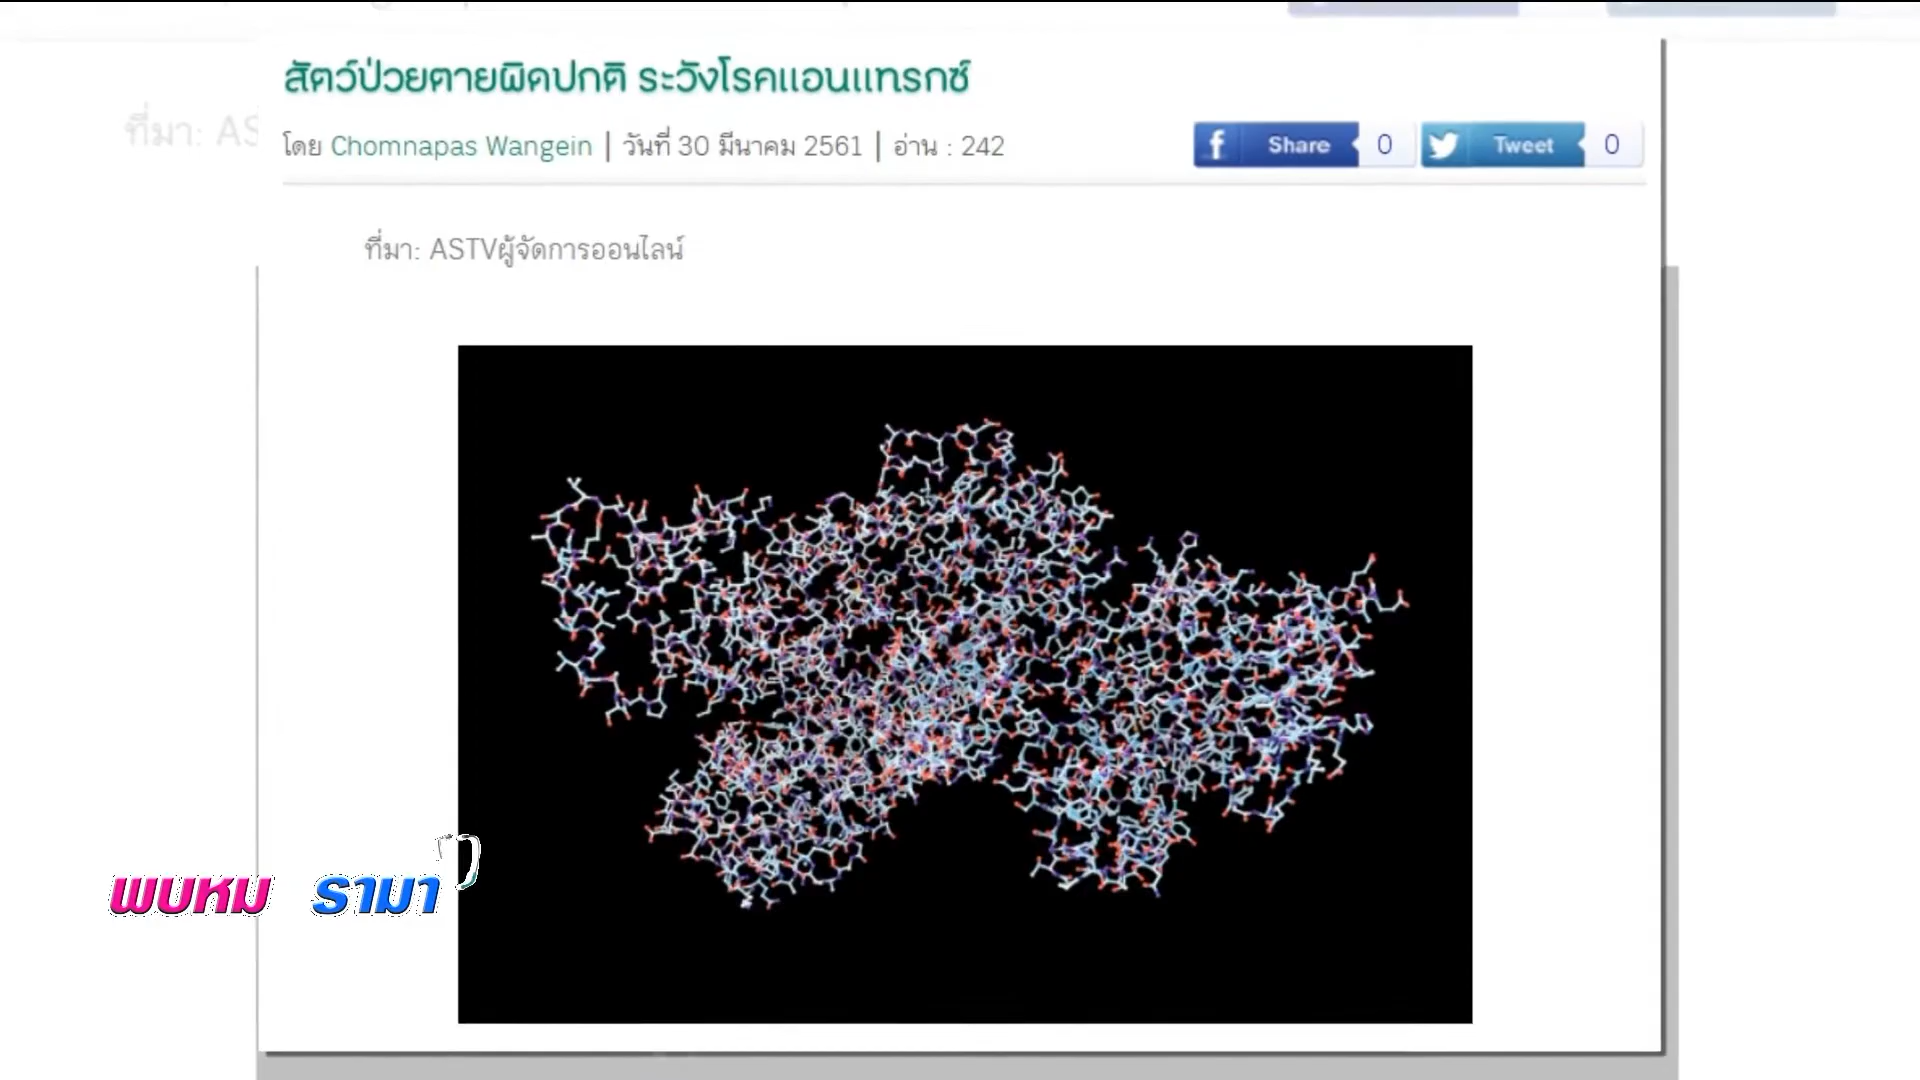 ที่มา: AS
สัตว์ป่วยตายผิดปกติ ระวังโรคแอนแทรกซ์
โดย Chomnapas Wangein | วันที่ 30 มีนาคม 2561 | อ่าน : 242
Share 0 Tweet 0
ที่มา: ASTVผู้จัดการออนไลน์
พบหม รามา